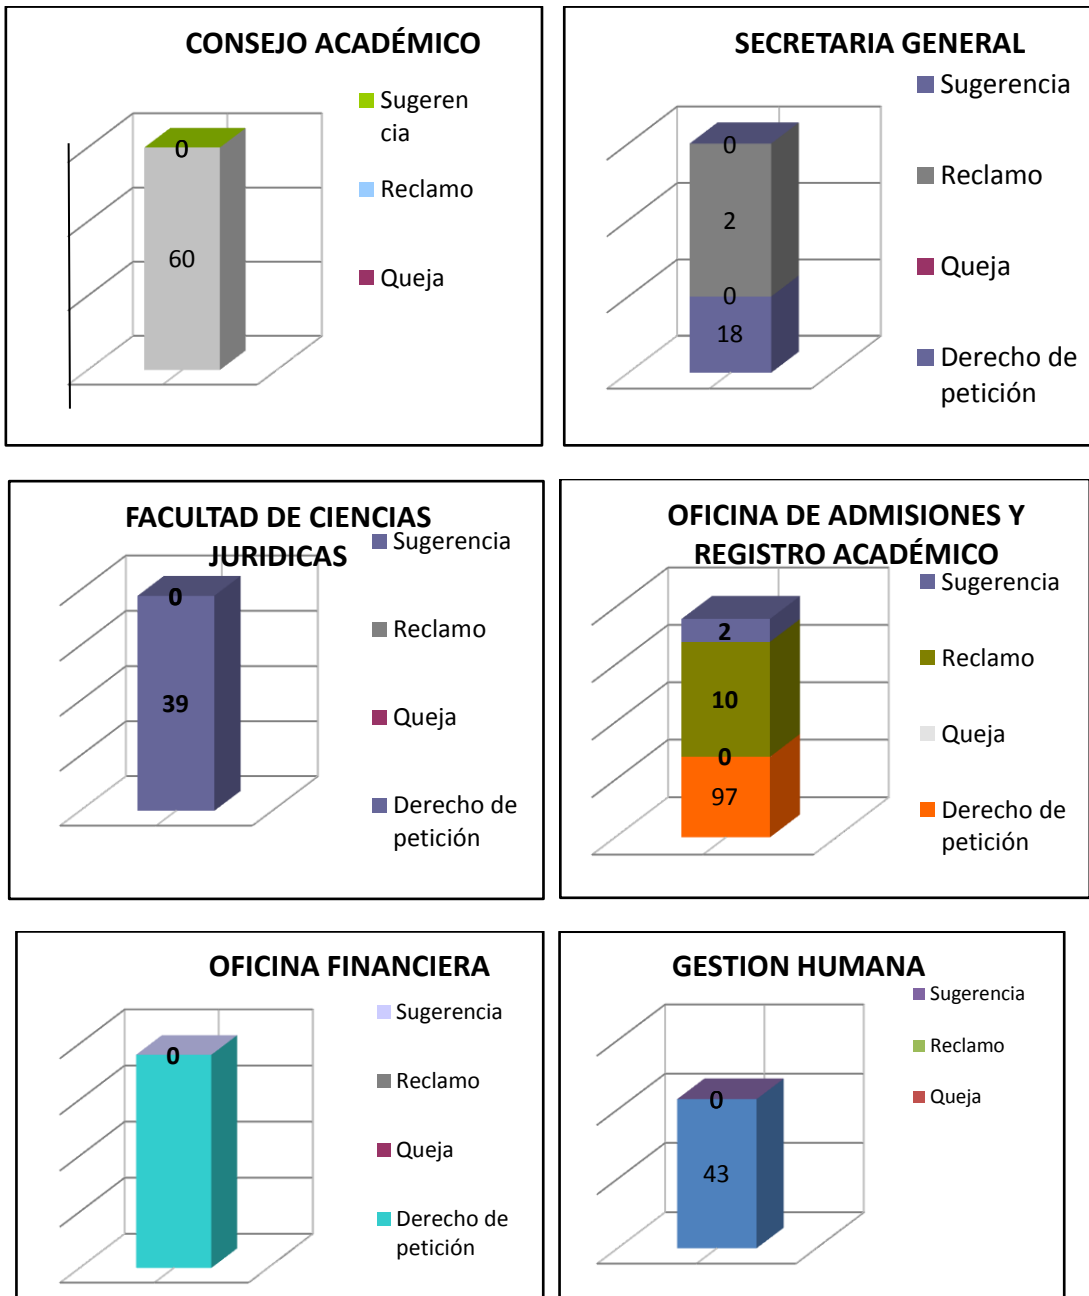 CONSEJO ACADÉMICO
Sugeren
cia
Reclamo
Queja
0
60
SECRETARIA GENERAL
Sugerencia
Reclamo
Queja
Derecho de
petición
0
2
0
18
FACULTAD DE CIENCIAS
JURIDICAS
Sugerencia
Reclamo
Queja
Derecho de
petición
0
39
OFICINA DE ADMISIONES Y
REGISTRO ACADÉMICO
Sugerencia
Reclamo
Queja
Derecho de
petición
2
10
0
97
OFICINA FINANCIERA
Sugerencia
Reclamo
Queja
Derecho de
petición
0
GESTION HUMANA
Sugerencia
Reclamo
Queja
0
43